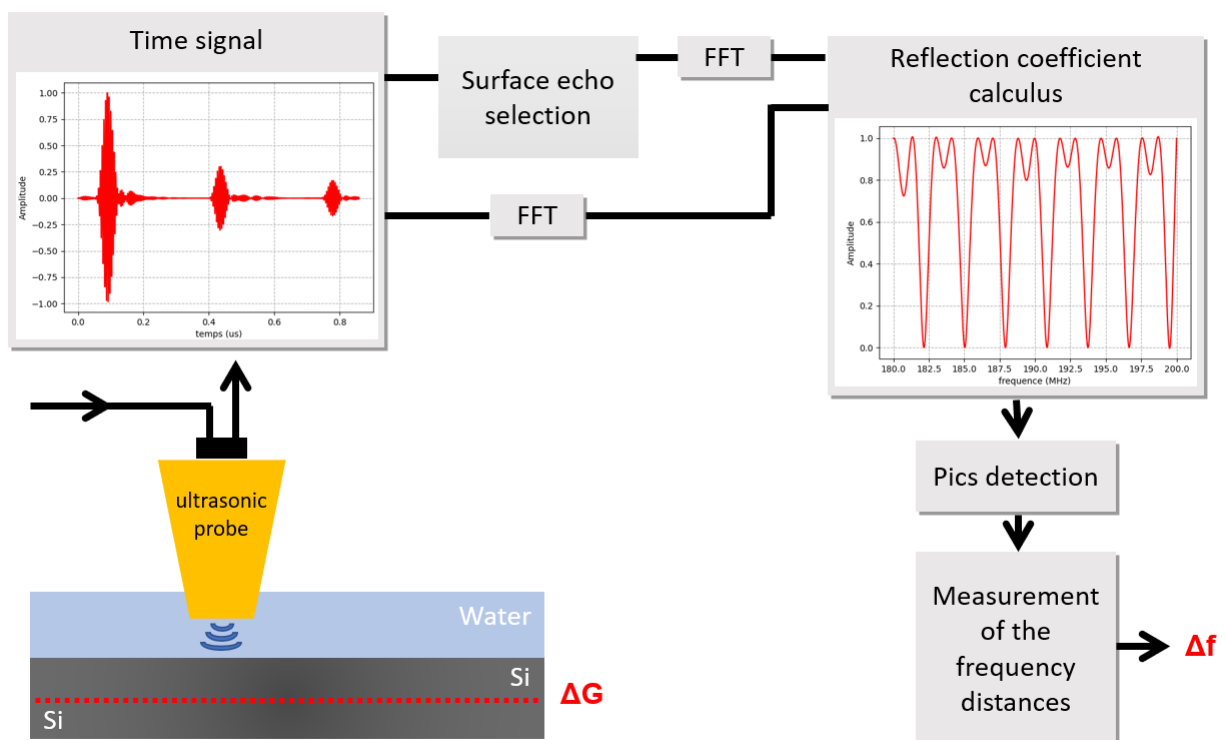 Time signal
1.00
0.75
0.50
0.25
0.00
−0.25
−0.50
−0.75
−1.00
Amplitude
0.0 0.2 0.4 0.6 0.8
temps (us)
Surface echo
selection
FFT
FFT
Reflection coefficient
calculus
1.0
0.8
0.6
0.4
0.2
0.0
Amplitude
180.0 182.5 185.0 187.5 190.0 192.5 195.0 197.5 200.0
frequence (MHz)
Pics detection
Measurement
of the
frequency
distances
Δf
ultrasonic
probe
Water
Si
Si
ΔG